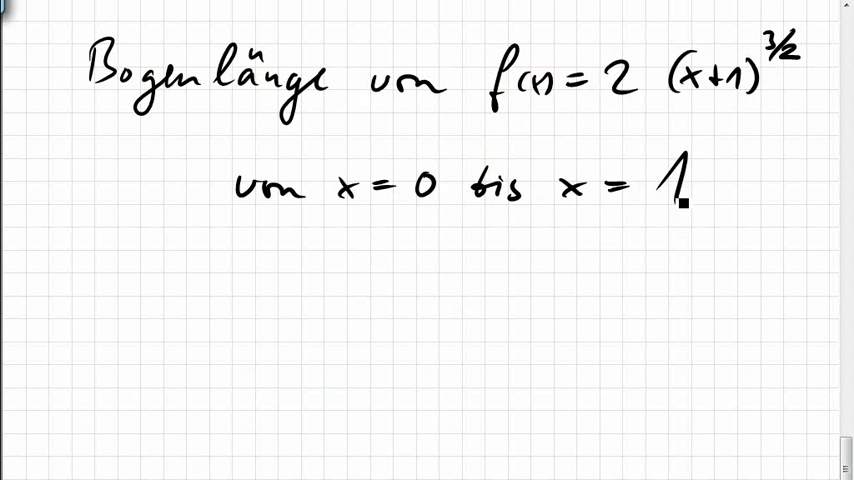 Bogenlänge von f(x) = 2 (x+1)^{3/2}
von x = 0 bis x = 1